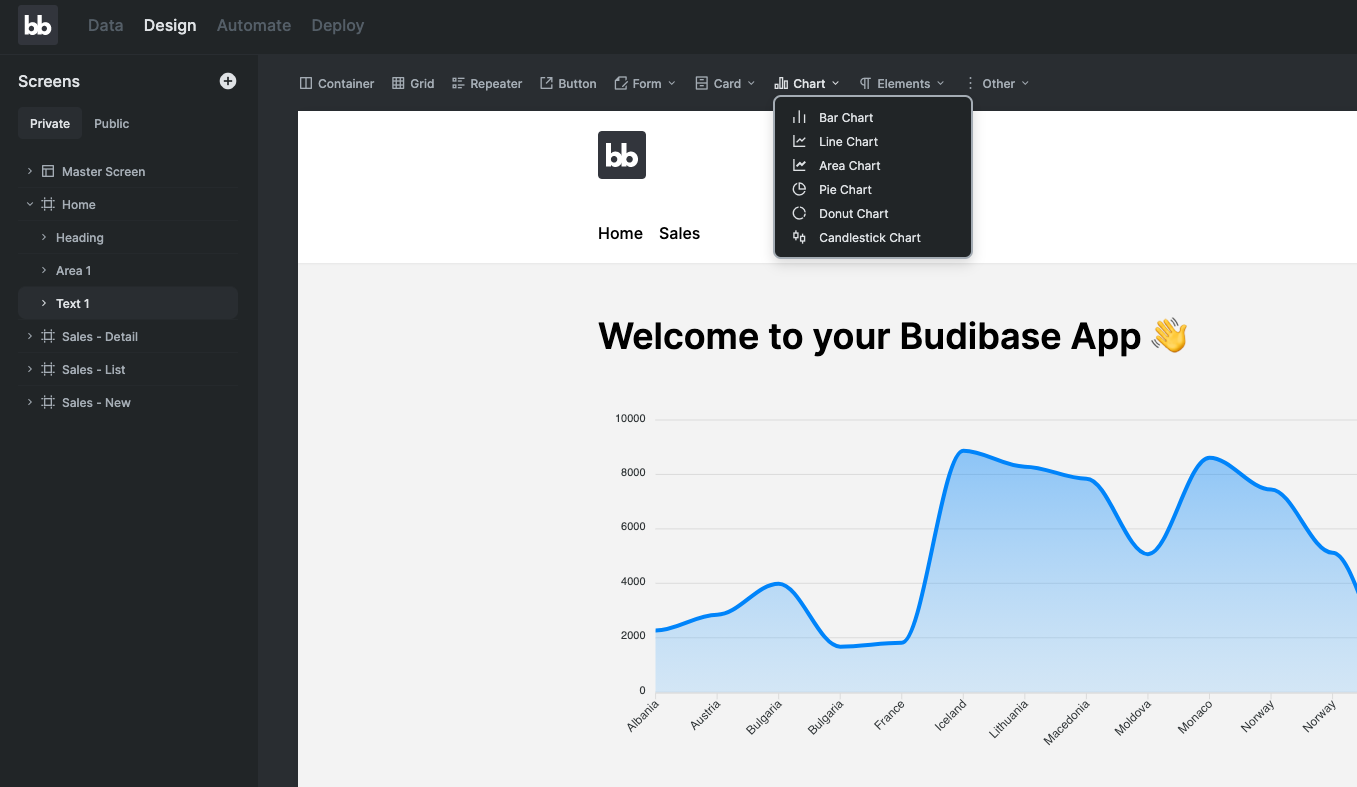 bb Data Design Automate Deploy
Screens
Private Public
Master Screen
Home
Heading
Area 1
Text 1
Sales - Detail
Sales - List
Sales - New
Container Grid Repeater Button Form Card Chart Elements Other
Bar Chart
Line Chart
Area Chart
Pie Chart
Donut Chart
Candlestick Chart
bb
Home Sales
Welcome to your Budibase App 👋
10000
8000
6000
4000
2000
0
Albania Austria Bulgaria Bulgaria France Iceland Lithuania Macedonia Moldova Monaco Norway Norway